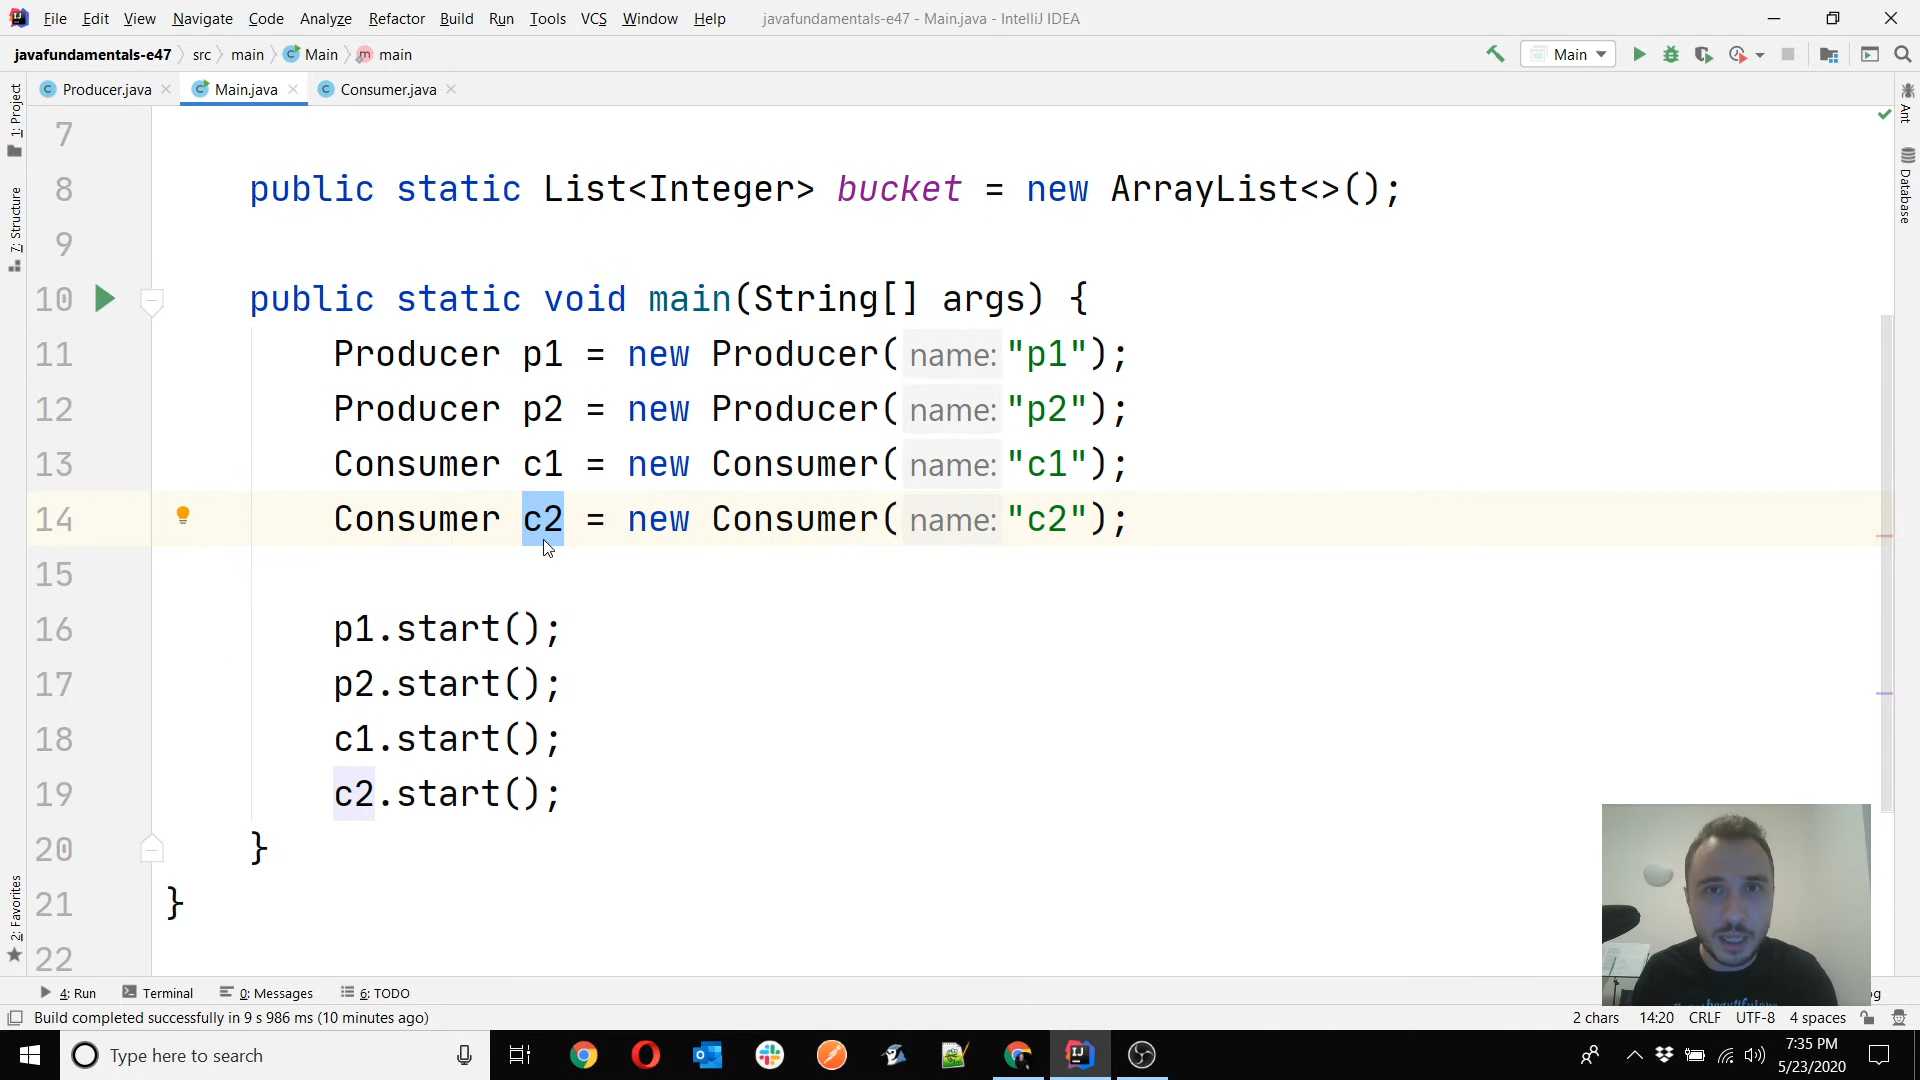 File Edit View Navigate Code Analyze Refactor Build Run Tools VCS Window Help javafundamentals-e47 - Main.java - IntelliJ IDEA
javafundamentals-e47 src main Main main Main
Producer.java Main.java Consumer.java
1: Project
7: Structure
2: Favorites
Ant
Database
7
8 public static List<Integer> bucket = new ArrayList<>();
9
10 public static void main(String[] args) {
11 Producer p1 = new Producer( name: "p1");
12 Producer p2 = new Producer( name: "p2");
13 Consumer c1 = new Consumer( name: "c1");
14 Consumer c2 = new Consumer( name: "c2");
15
16 p1.start();
17 p2.start();
18 c1.start();
19 c2.start();
20 }
21 }
22
4: Run Terminal 0: Messages 6: TODO
Build completed successfully in 9 s 986 ms (10 minutes ago) 2 chars 14:20 CRLF UTF-8 4 spaces
Type here to search 7:35 PM
5/23/2020